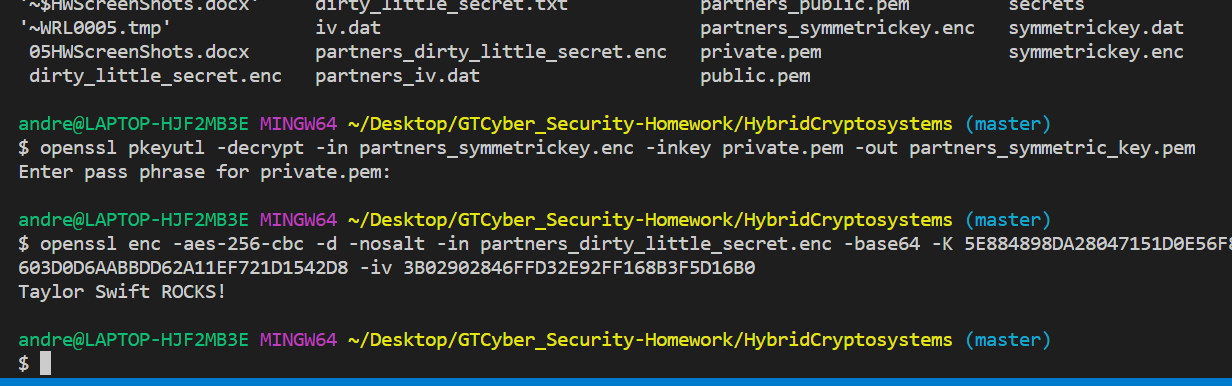 '~$HWScreenShots.docx' dirty_little_secret.txt partners_public.pem secrets
'~WRL0005.tmp' iv.dat partners_symmetrickey.enc symmetrickey.dat
05HWScreenShots.docx partners_dirty_little_secret.enc private.pem symmetrickey.enc
dirty_little_secret.enc partners_iv.dat public.pem
andre@LAPTOP-HJF2MB3E MINGW64 ~/Desktop/GTCyber_Security-Homework/HybridCryptosystems (master)
$ openssl pkeyutl -decrypt -in partners_symmetrickey.enc -inkey private.pem -out partners_symmetric_key.pem
Enter pass phrase for private.pem:
andre@LAPTOP-HJF2MB3E MINGW64 ~/Desktop/GTCyber_Security-Homework/HybridCryptosystems (master)
$ openssl enc -aes-256-cbc -d -nosalt -in partners_dirty_little_secret.enc -base64 -K 5E884898DA28047151D0E56F8
603D0D6AABBDD62A11EF721D1542D8 -iv 3B02902846FFD32E92FF168B3F5D16B0
Taylor Swift ROCKS!
andre@LAPTOP-HJF2MB3E MINGW64 ~/Desktop/GTCyber_Security-Homework/HybridCryptosystems (master)
$